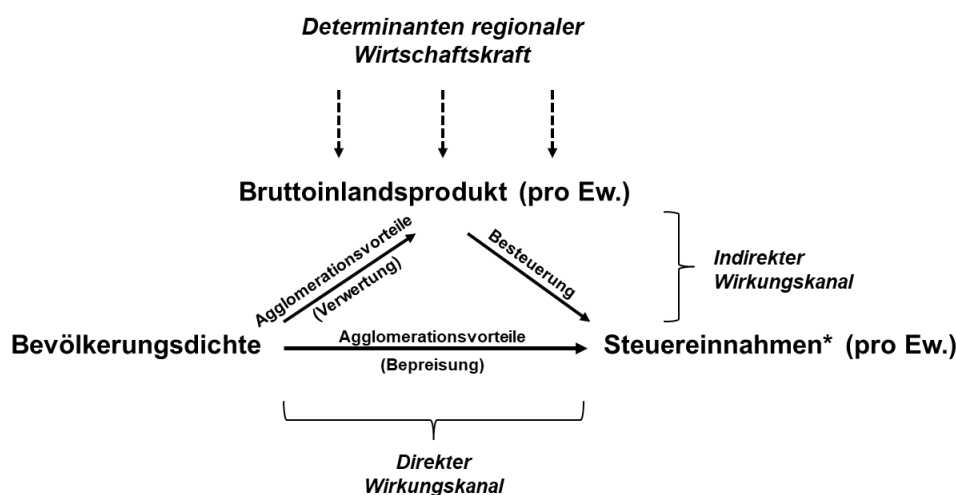 Determinanten regionaler
Wirtschaftskraft
Bruttoinlandsprodukt (pro Ew.)
Agglomerationsvorteile
(Verwertung)
Besteuerung
Indirekter
Wirkungskanal
Bevölkerungsdichte
Agglomerationsvorteile
(Bepreisung)
Steuereinnahmen* (pro Ew.)
Direkter
Wirkungskanal